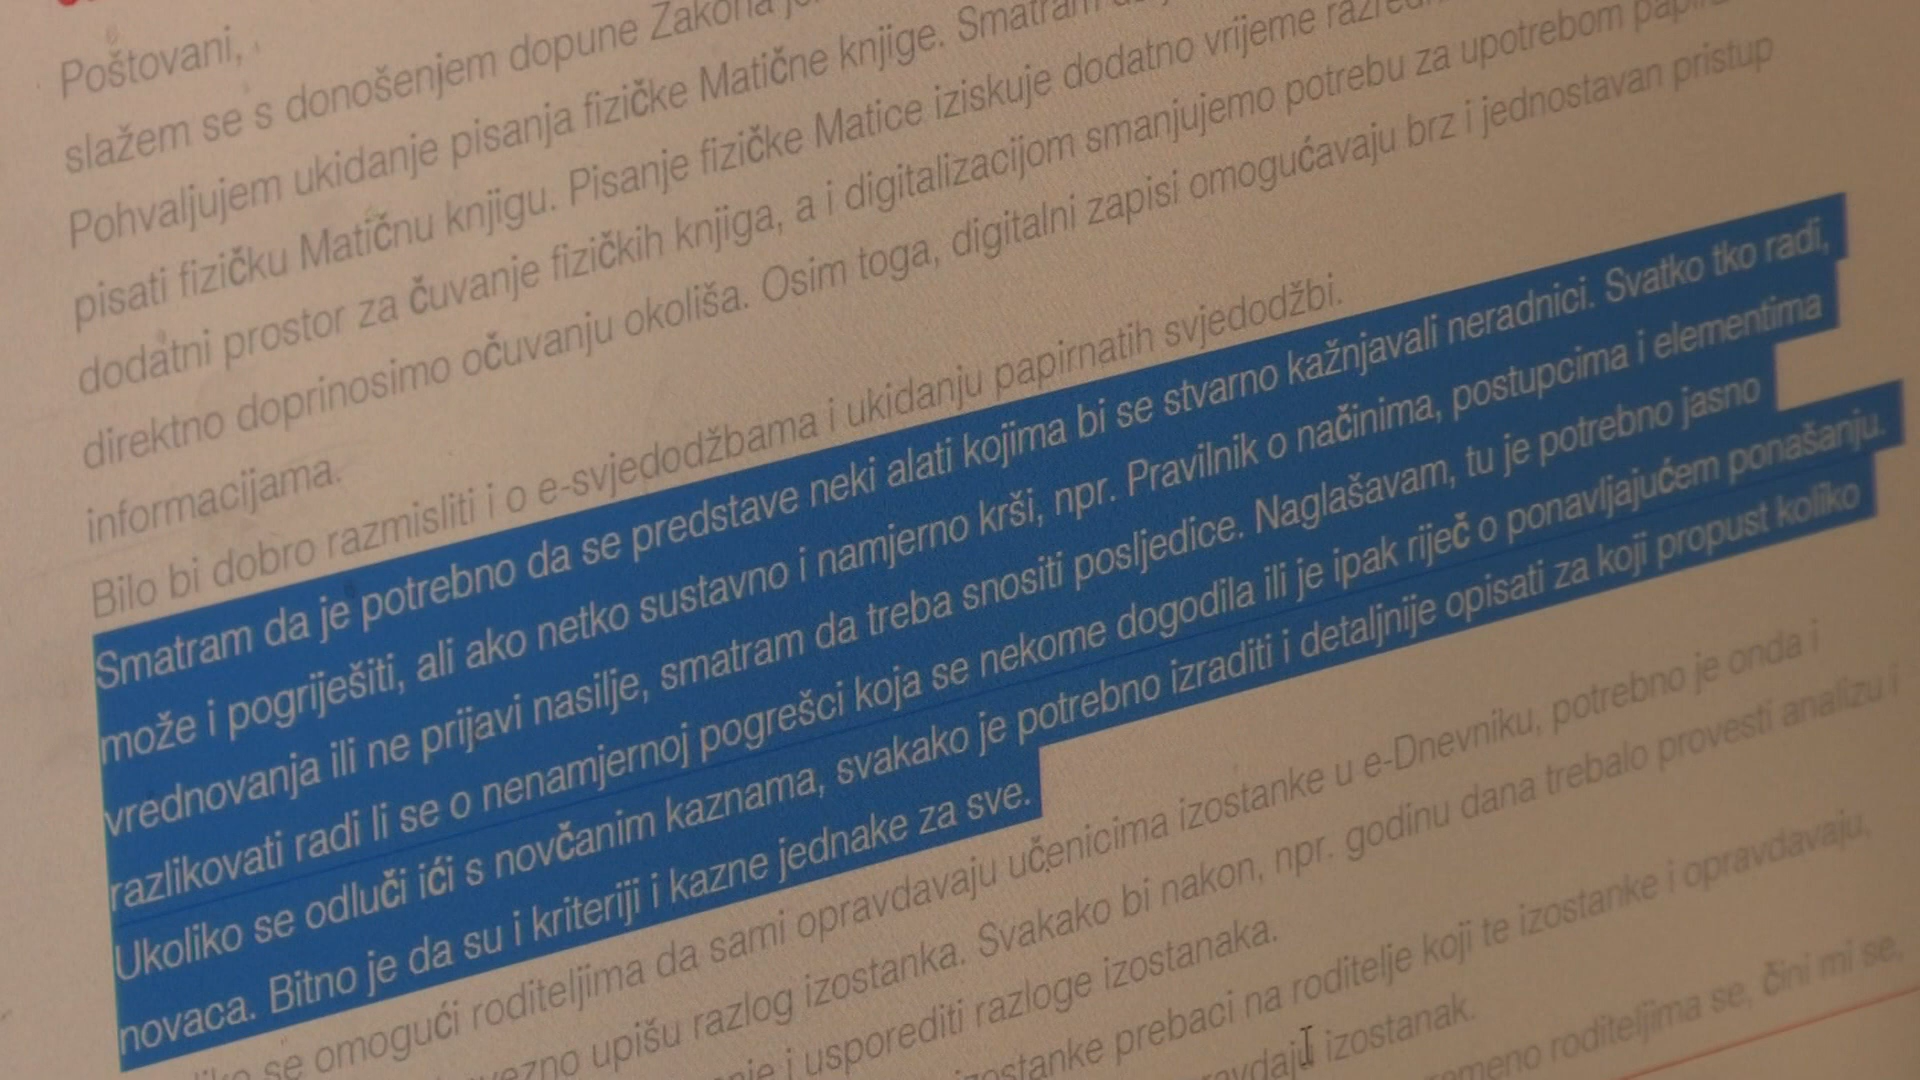 Poštovani,
slažem se s donošenjem dopune Zakona
Pohvaljujem ukidanje pisanja fizičke Matične knjige. Smatram
pisati fizičku Matičnu knjigu. Pisanje fizičke Matice iziskuje dodatno vrijeme
dodatni prostor za čuvanje fizičkih knjiga, a i digitalizacijom smanjujemo potrebu za upotrebom
direktno doprinosimo očuvanju okoliša. Osim toga, digitalni zapisi omogućavaju brz i jednostavan pristup
informacijama.
Bilo bi dobro razmisliti i o e-svjedodžbama i ukidanju papirnatih svjedodžbi.
Smatram da je potrebno da se predstave neki alati kojima bi se stvarno kažnjavali neradnici. Svatko tko radi,
može i pogriješiti, ali ako netko sustavno i namjerno krši, npr. Pravilnik o načinima, postupcima i elementima
vrednovanja ili ne prijavi nasilje, smatram da treba snositi posljedice. Naglašavam, tu je potrebno jasno
razlikovati radi li se o nenamjernoj pogrešci koja se nekome dogodila ili je ipak riječ o ponavljajućem ponašanju.
Ukoliko se odluči ići s novčanim kaznama, svakako je potrebno izraditi i detaljnije opisati za koji propust koliko
novaca. Bitno je da su i kriteriji i kazne jednake za sve.
se omogući roditeljima da sami opravdavaju učenicima izostanke u e-Dnevniku, potrebno je onda i
upišu razlog izostanka. Svakako bi nakon, npr. godinu dana trebalo provesti analizu i
i usporediti razloge izostanaka.
prebaci na roditelje koji te izostanke i opravdavaju,
izostanak.
roditeljima se, čini mi se,